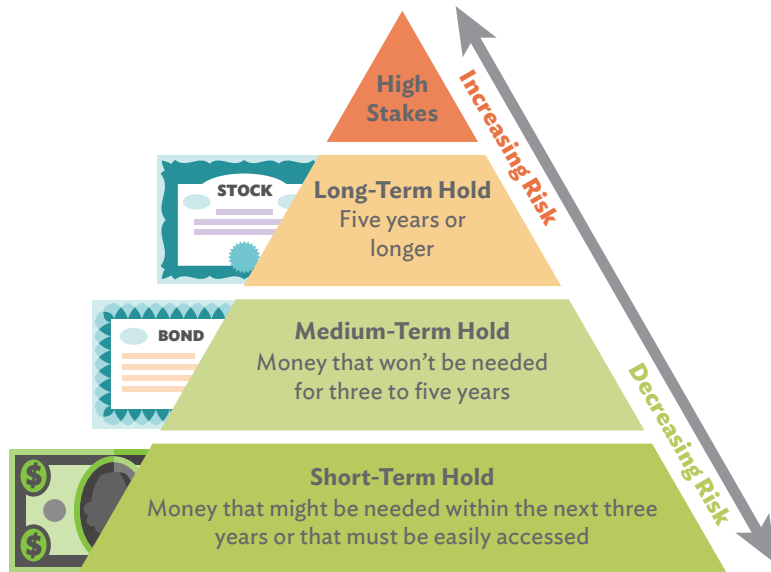 High
Stakes
Increasing Risk
STOCK
Long-Term Hold
Five years or
longer
BOND
Medium-Term Hold
Money that won’t be needed
for three to five years
Decreasing Risk
$
Short-Term Hold
Money that might be needed within the next three
years or that must be easily accessed
$